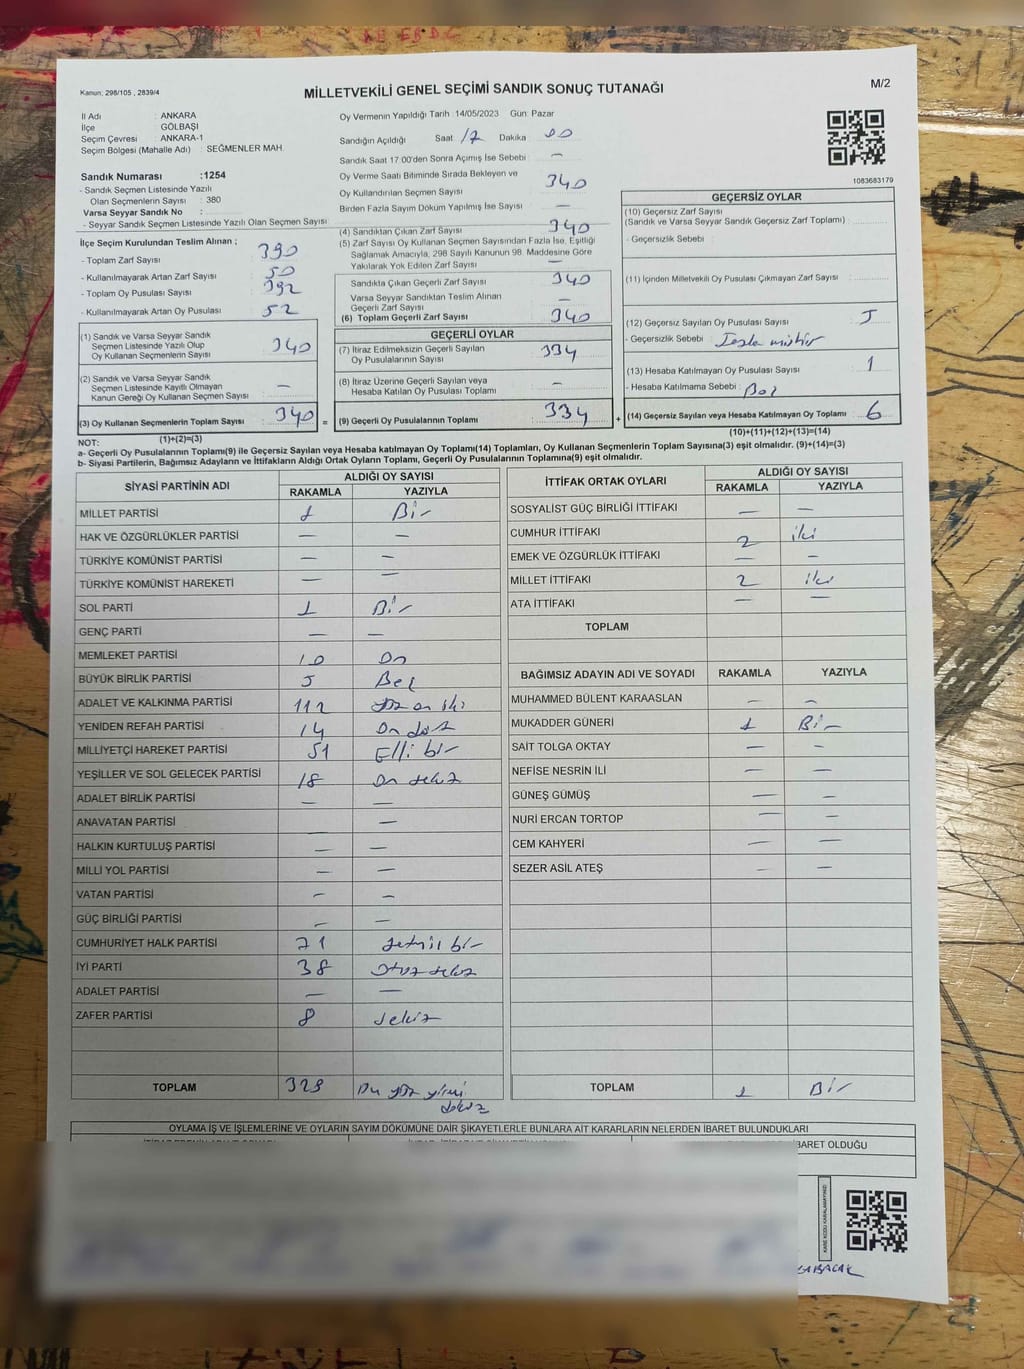 Kanun: 298/105 , 2839/4
MİLLETVEKİLİ GENEL SEÇİMİ SANDIK SONUÇ TUTANAĞI
M/2
İl Adı : ANKARA
İlçe GÖLBAŞI
Seçim Çevresi ANKARA-1
Seçim Bölgesi (Mahalle Adı) : SEĞMENLER MAH.
Sandık Numarası :1254
- Sandık Seçmen Listesinde Yazılı
Olan Seçmenlerin Sayısı : 380
Varsa Seyyar Sandık No :
- Seyyar Sandık Seçmen Listesinde Yazılı Olan Seçmen Sayısı
Oy Vermenin Yapıldığı Tarih :14/05/2023 Gün: Pazar
Sandığın Açıldığı Saat 17 Dakika 00
Sandık Saat 17:00'den Sonra Açımış İse Sebebi —
Oy Verme Saati Bitiminde Sırada Bekleyen ve
Oy Kullandırılan Seçmen Sayısı 340
Birden Fazla Sayım Döküm Yapılmış İse Sayısı —
1083683179
İlçe Seçim Kurulundan Teslim Alınan ;
- Toplam Zarf Sayısı 390
- Kullanılmayarak Artan Zarf Sayısı 50
- Toplam Oy Pusulası Sayısı 392
- Kullanılmayarak Artan Oy Pusulası 52
(1) Sandık ve Varsa Seyyar Sandık
Seçmen Listesinde Yazılı Olup
Oy Kullanan Seçmenlerin Sayısı 340
(2) Sandık ve Varsa Seyyar Sandık
Seçmen Listesinde Kayıtlı Olmayan
Kanun Gereği Oy Kullanan Seçmen Sayısı —
(3) Oy Kullanan Seçmenlerin Toplam Sayısı 340 =
(1)+(2)=(3)
(4) Sandıktan Çıkan Zarf Sayısı 340
(5) Zarf Sayısı Oy Kullanan Seçmen Sayısından Fazla İse, Eşitliği
Sağlamak Amacıyla, 298 Sayılı Kanunun 98. Maddesine Göre
Yakılarak Yok Edilen Zarf Sayısı —
Sandıkta Çıkan Geçerli Zarf Sayısı 340
Varsa Seyyar Sandıktan Teslim Alınan
Geçerli Zarf Sayısı —
(6) Toplam Geçerli Zarf Sayısı 340
GEÇERLİ OYLAR
(7) İtiraz Edilmeksizin Geçerli Sayılan
Oy Pusulalarının Sayısı 334
(8) İtiraz Üzerine Geçerli Sayılan veya
Hesaba Katılan Oy Pusulası Sayısı —
(9) Geçerli Oy Pusulalarının Toplamı 334 +
GEÇERSİZ OYLAR
(10) Geçersiz Zarf Sayısı
(Sandık ve Varsa Seyyar Sandık Geçersiz Zarf Toplamı)
- Geçersizlik Sebebi :
(11) İçinden Milletvekili Oy Pusulası Çıkmayan Zarf Sayısı
(12) Geçersiz Sayılan Oy Pusulası Sayısı 5
- Geçersizlik Sebebi :
(13) Hesaba Katılmayan Oy Pusulası Sayısı 1
- Hesaba Katılmama Sebebi : Boş
(14) Geçersiz Sayılan veya Hesaba Katılmayan Oy Toplamı 6
(10)+(11)+(12)+(13)=(14)
NOT:
a- Geçerli Oy Pusulalarının Toplamı(9) ile Geçersiz Sayılan veya Hesaba katılmayan Oy Toplamı(14) Toplamları, Oy Kullanan Seçmenlerin Toplam Sayısına(3) eşit olmalıdır. (9)+(14)=(3)
b- Siyasi Partilerin, Bağımsız Adayların ve İttifakların Aldığı Ortak Oyların Toplamı, Geçerli Oy Pusulalarının Toplamına(9) eşit olmalıdır.
SİYASİ PARTİNİN ADI
ALDIĞI OY SAYISI
RAKAMLA YAZIYLA
MİLLET PARTİSİ 1 Bir
HAK VE ÖZGÜRLÜKLER PARTİSİ — —
TÜRKİYE KOMÜNİST PARTİSİ — —
TÜRKİYE KOMÜNİST HAREKETİ — —
SOL PARTİ 1 Bir
GENÇ PARTİ — —
MEMLEKET PARTİSİ 10 On
BÜYÜK BİRLİK PARTİSİ 5 Beş
ADALET VE KALKINMA PARTİSİ 112 yüz on iki
YENİDEN REFAH PARTİSİ 14 On dört
MİLLİYETÇİ HAREKET PARTİSİ 51 Elli bir
YEŞİLLER VE SOL GELECEK PARTİSİ 18 On sekiz
ADALET BİRLİK PARTİSİ — —
ANAVATAN PARTİSİ — —
HALKIN KURTULUŞ PARTİSİ — —
MİLLİ YOL PARTİSİ — —
VATAN PARTİSİ — —
GÜÇ BİRLİĞİ PARTİSİ — —
CUMHURİYET HALK PARTİSİ 71 yetmiş bir
İYİ PARTİ 38 otuz sekiz
ADALET PARTİSİ — —
ZAFER PARTİSİ 8 sekiz
TOPLAM 329 Üç yüz yirmi
dokuz
İTTİFAK ORTAK OYLARI
ALDIĞI OY SAYISI
RAKAMLA YAZIYLA
SOSYALİST GÜÇ BİRLİĞİ İTTİFAKI — —
CUMHUR İTTİFAKI 2 iki
EMEK VE ÖZGÜRLÜK İTTİFAKI — —
MİLLET İTTİFAKI 2 iki
ATA İTTİFAKI — —
TOPLAM
BAĞIMSIZ ADAYIN ADI VE SOYADI RAKAMLA YAZIYLA
MUHAMMED BÜLENT KARAASLAN — —
MUKADDER GÜNERİ 1 Bir
SAİT TOLGA OKTAY — —
NEFİSE NESRİN İLİ — —
GÜNEŞ GÜMÜŞ — —
NURİ ERCAN TORTOP — —
CEM KAHYERİ — —
SEZER ASİL ATEŞ — —
TOPLAM 1 Bir
OYLAMA İŞ VE İŞLEMLERİNE VE OYLARIN SAYIM DÖKÜMÜNE DAİR ŞİKAYETLERLE BUNLARA AİT KARARLARIN NELERDEN İBARET BULUNDUKLARI
İBARET OLDUĞU
KARE KODU KARALAMAYINIZ!